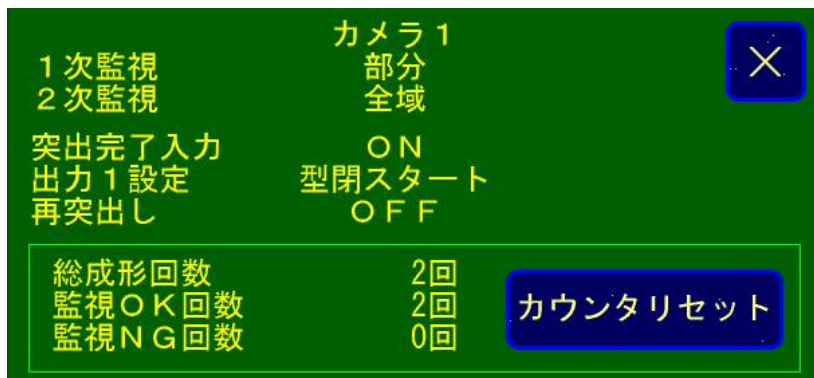 カメラ1
1次監視 部分
2次監視 全域
突出完了入力 ON
出力1設定 型閉スタート
再突出し OFF
総成形回数 2回
監視OK回数 2回
監視NG回数 0回
カウンタリセット